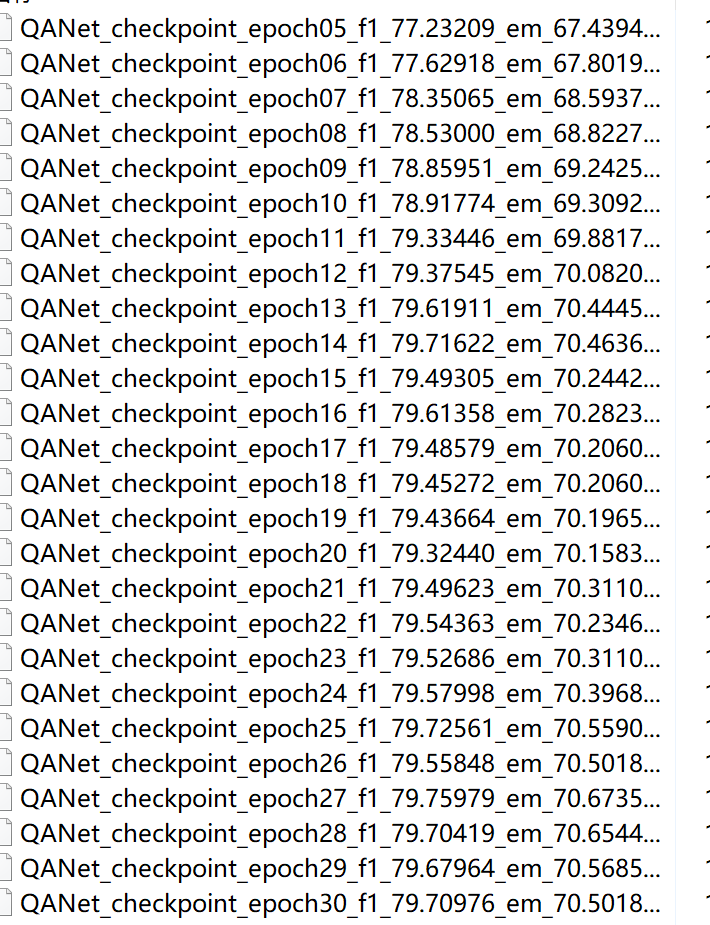 QANet_checkpoint_epoch05_f1_77.23209_em_67.4394...
QANet_checkpoint_epoch06_f1_77.62918_em_67.8019...
QANet_checkpoint_epoch07_f1_78.35065_em_68.5937...
QANet_checkpoint_epoch08_f1_78.53000_em_68.8227...
QANet_checkpoint_epoch09_f1_78.85951_em_69.2425...
QANet_checkpoint_epoch10_f1_78.91774_em_69.3092...
QANet_checkpoint_epoch11_f1_79.33446_em_69.8817...
QANet_checkpoint_epoch12_f1_79.37545_em_70.0820...
QANet_checkpoint_epoch13_f1_79.61911_em_70.4445...
QANet_checkpoint_epoch14_f1_79.71622_em_70.4636...
QANet_checkpoint_epoch15_f1_79.49305_em_70.2442...
QANet_checkpoint_epoch16_f1_79.61358_em_70.2823...
QANet_checkpoint_epoch17_f1_79.48579_em_70.2060...
QANet_checkpoint_epoch18_f1_79.45272_em_70.2060...
QANet_checkpoint_epoch19_f1_79.43664_em_70.1965...
QANet_checkpoint_epoch20_f1_79.32440_em_70.1583...
QANet_checkpoint_epoch21_f1_79.49623_em_70.3110...
QANet_checkpoint_epoch22_f1_79.54363_em_70.2346...
QANet_checkpoint_epoch23_f1_79.52686_em_70.3110...
QANet_checkpoint_epoch24_f1_79.57998_em_70.3968...
QANet_checkpoint_epoch25_f1_79.72561_em_70.5590...
QANet_checkpoint_epoch26_f1_79.55848_em_70.5018...
QANet_checkpoint_epoch27_f1_79.75979_em_70.6735...
QANet_checkpoint_epoch28_f1_79.70419_em_70.6544...
QANet_checkpoint_epoch29_f1_79.67964_em_70.5685...
QANet_checkpoint_epoch30_f1_79.70976_em_70.5018...